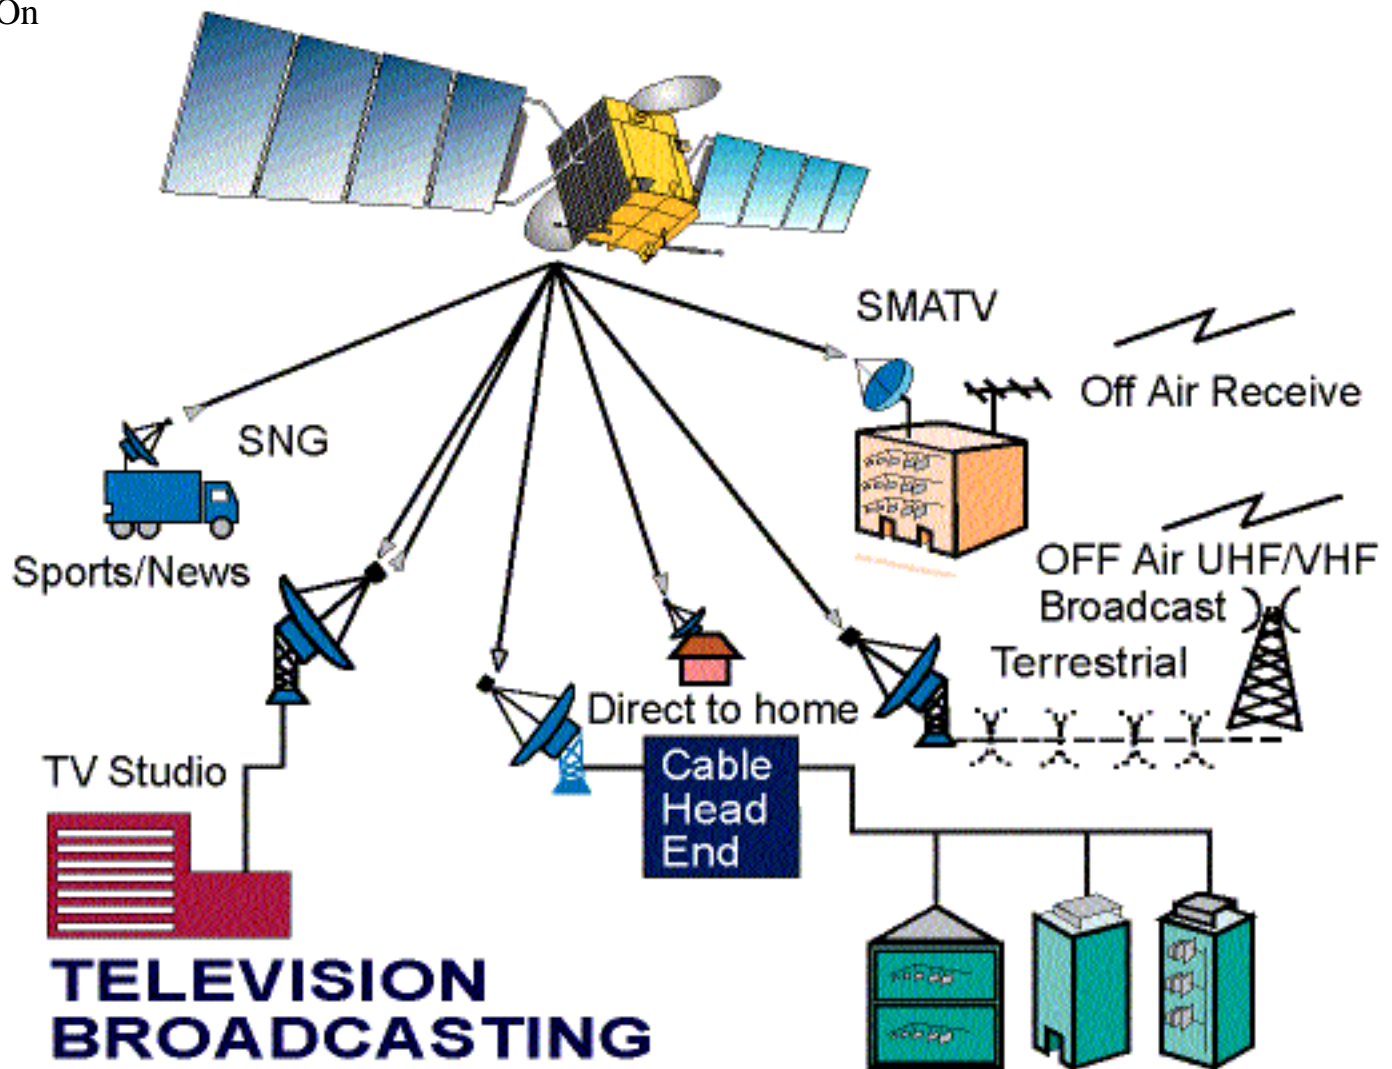 On
SMATV
Off Air Receive
SNG
Sports/News
OFF Air UHF/VHF
Broadcast
Terrestrial
Direct to home
TV Studio
Cable
Head
End
TELEVISION
BROADCASTING